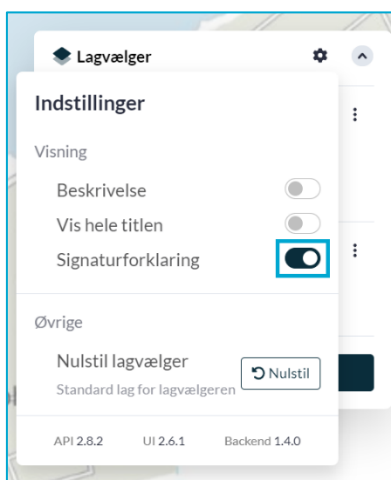 Lagvælger
Indstillinger
Visning
Beskrivelse
Vis hele titlen
Signaturforklaring
Øvrige
Nulstil lagvælger
Nulstil
Standard lag for lagvælgeren
API 2.8.2 UI 2.6.1 Backend 1.4.0